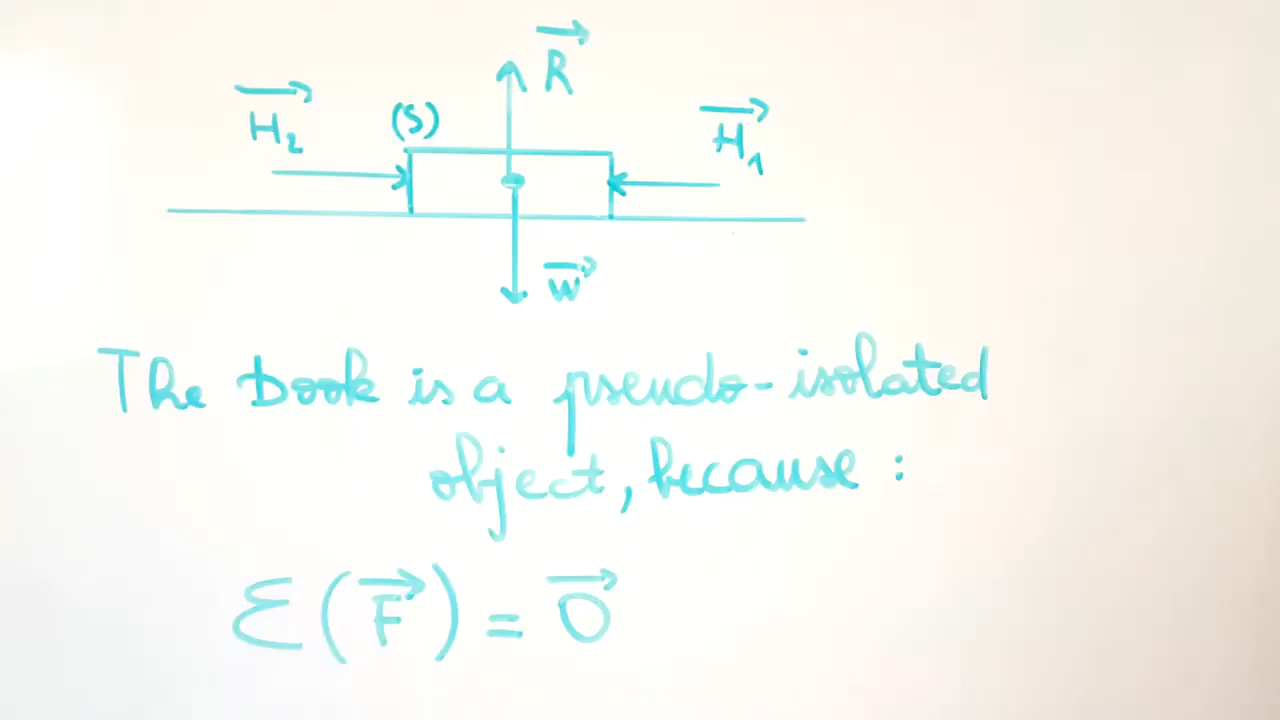 R
H₂ (S) H₁
W
The book is a pseudo-isolated
object, because :
Σ(F) = 0